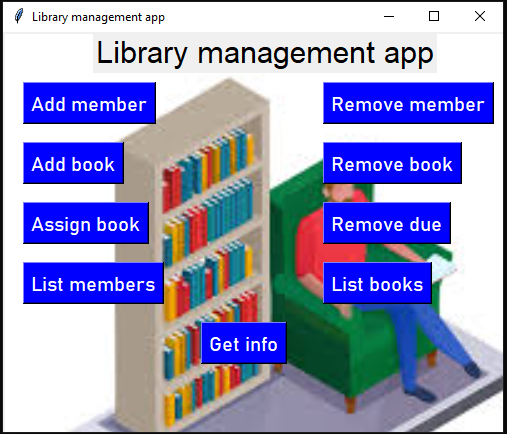 Library management app
Library management app
Add member
Remove member
Add book
Remove book
Assign book
Remove due
List members
List books
Get info